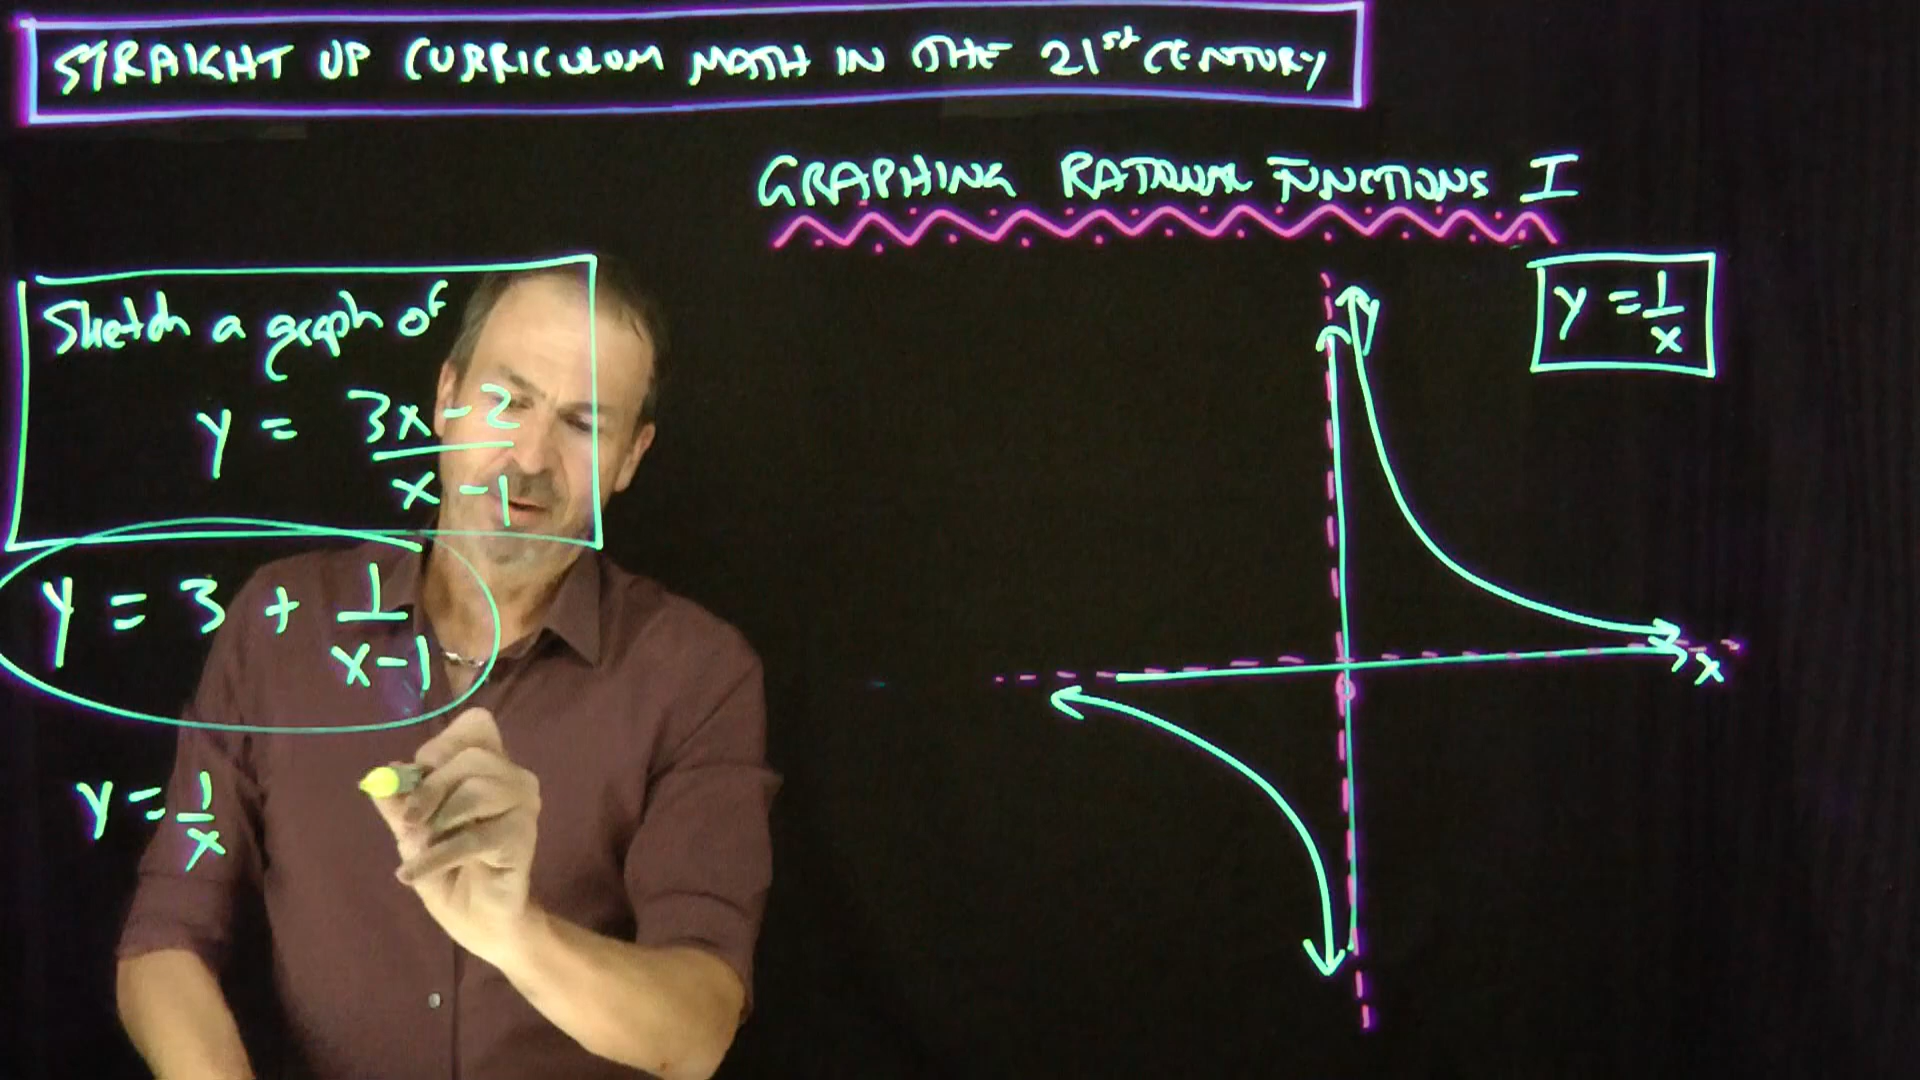 STRAIGHT UP CURRICULUM MATH IN THE 21st CENTURY
GRAPHING RATIONAL FUNCTIONS I
Sketch a graph of
y = 3x - 2
x - 1
y = 3 + 1
x - 1
y = 1
x
y = 1
x
y
x